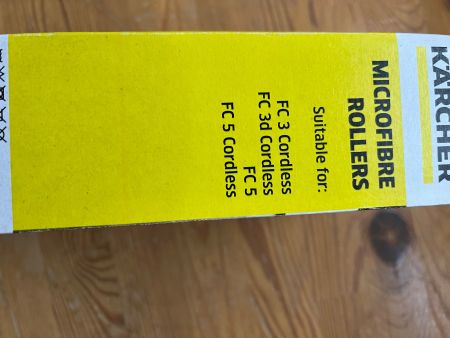 KÄRCHER
MICROFIBRE
ROLLERS
Suitable for:
FC 3 Cordless
FC 3d Cordless
FC 5
FC 5 Cordless